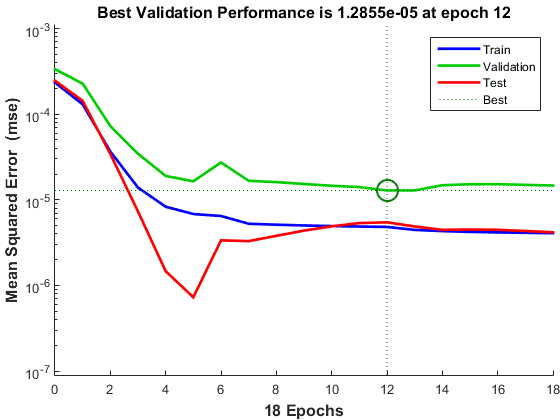 Best Validation Performance is 1.2855e-05 at epoch 12
Mean Squared Error (mse)
10-3
10-4
10-5
10-6
10-7
Train
Validation
Test
Best
0 2 4 6 8 10 12 14 16 18
18 Epochs